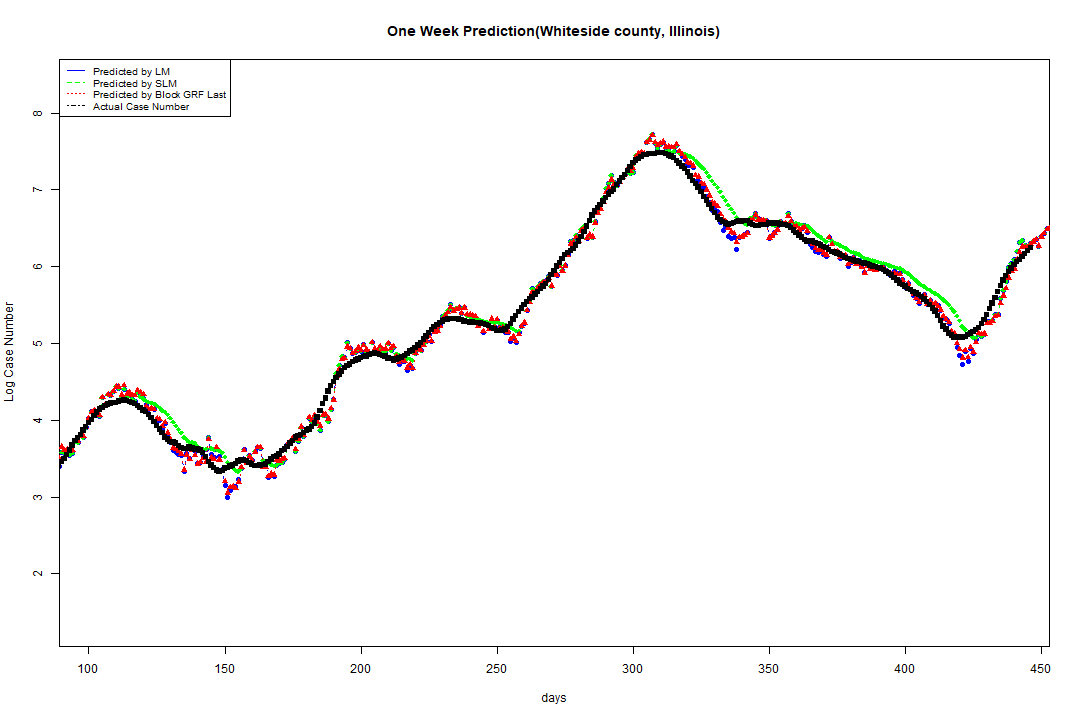 One Week Prediction(Whiteside county, Illinois)
Predicted by LM
Predicted by SLM
Predicted by Block GRF Last
Actual Case Number
8
7
6
5
4
3
2
Log Case Number
100 150 200 250 300 350 400 450
days